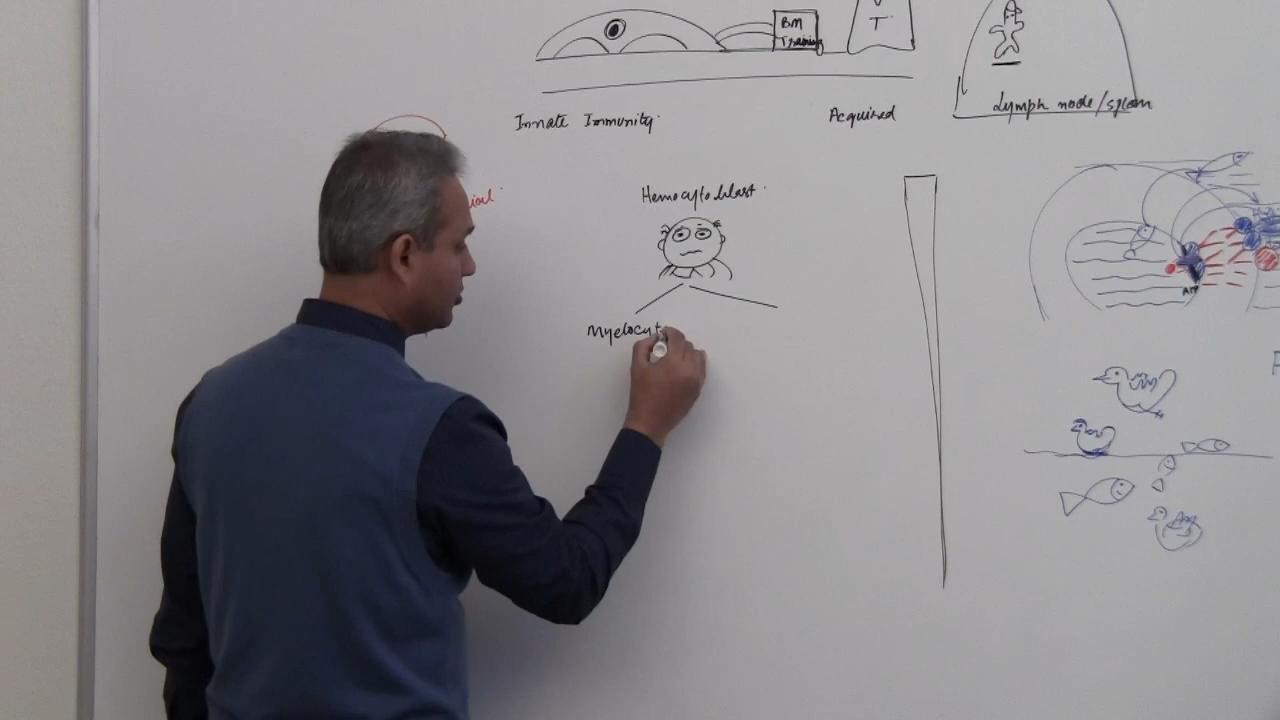 BM
Training
T
Innate Immunity.
Acquired
Lymph node/spleen
Hemocytoblast.
Myelocyt